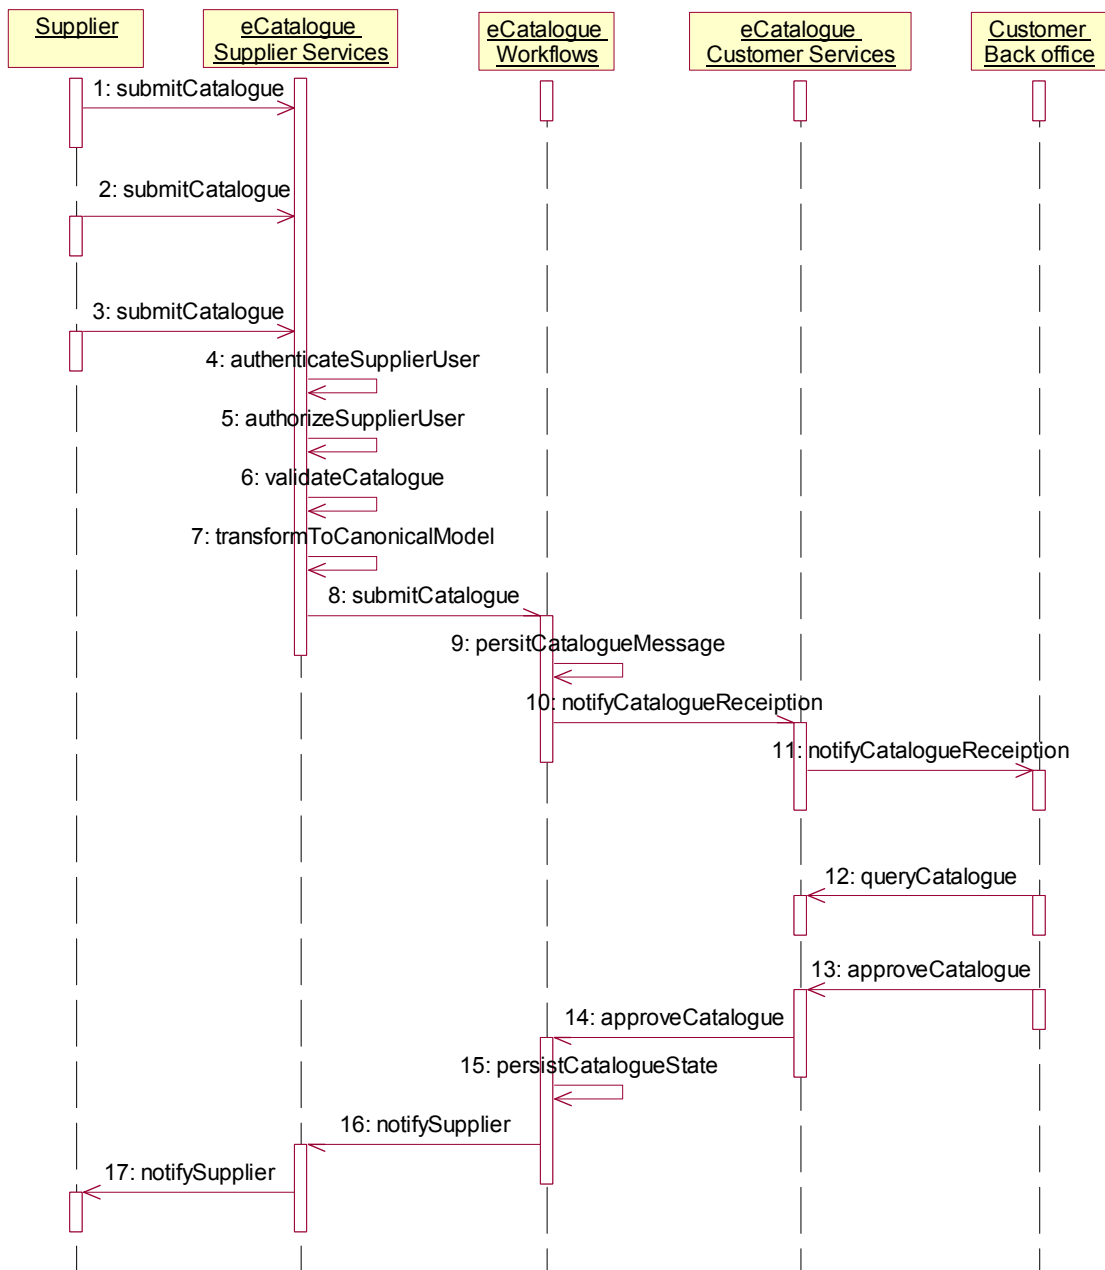 Supplier
eCatalogue
Supplier Services
eCatalogue
Workflows
eCatalogue
Customer Services
Customer
Back office
1: submitCatalogue
2: submitCatalogue
3: submitCatalogue
4: authenticateSupplierUser
5: authorizeSupplierUser
6: validateCatalogue
7: transformToCanonicalModel
8: submitCatalogue
9: persitCatalogueMessage
10: notifyCatalogueReceiption
11: notifyCatalogueReceiption
12: queryCatalogue
13: approveCatalogue
14: approveCatalogue
15: persistCatalogueState
16: notifySupplier
17: notifySupplier